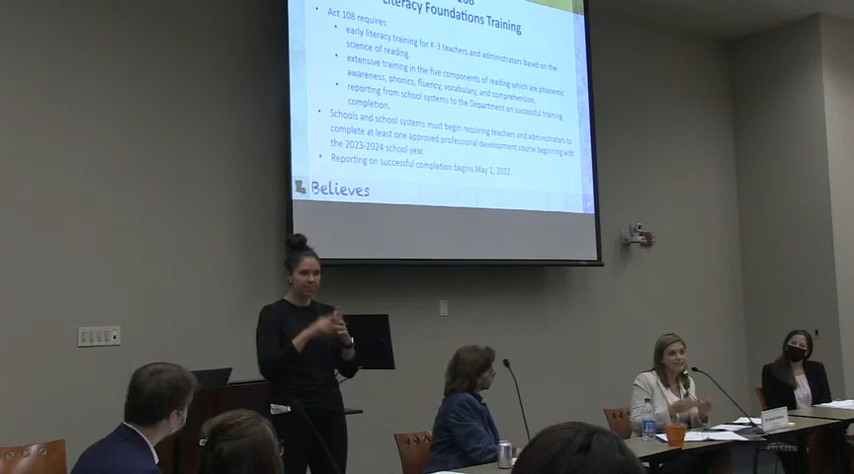 Literacy Foundations Training
• Act 108 requires:
• early literacy training for K-3 teachers and administrators based on the
science of reading.
• extensive training in the five components of reading which are phonemic
awareness, phonics, fluency, vocabulary, and comprehension.
• reporting from school systems to the Department on successful training
completion.
• Schools and school systems must begin requiring teachers and administrators to
complete at least one approved professional development course beginning with
the 2023-2024 school year.
• Reporting on successful completion begins May 1, 2022.
Believes